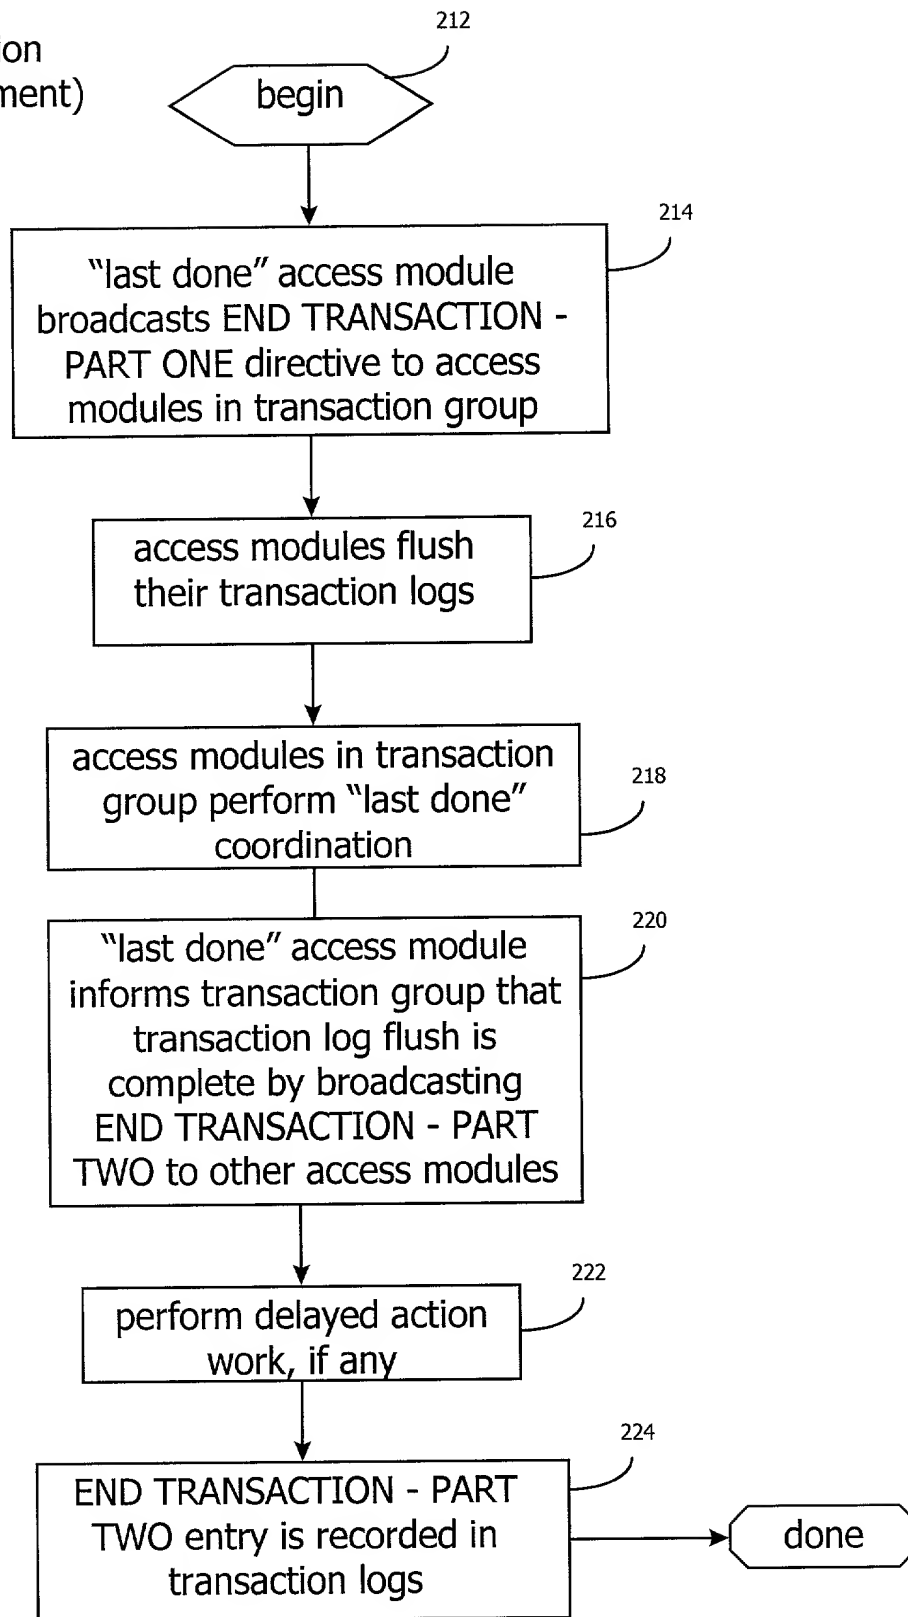 212
begin
214
“last done” access module
broadcasts END TRANSACTION -
PART ONE directive to access
modules in transaction group
216
access modules flush
their transaction logs
218
access modules in transaction
group perform “last done”
coordination
220
“last done” access module
informs transaction group that
transaction log flush is
complete by broadcasting
END TRANSACTION - PART
TWO to other access modules
222
perform delayed action
work, if any
224
END TRANSACTION - PART
TWO entry is recorded in
transaction logs
done